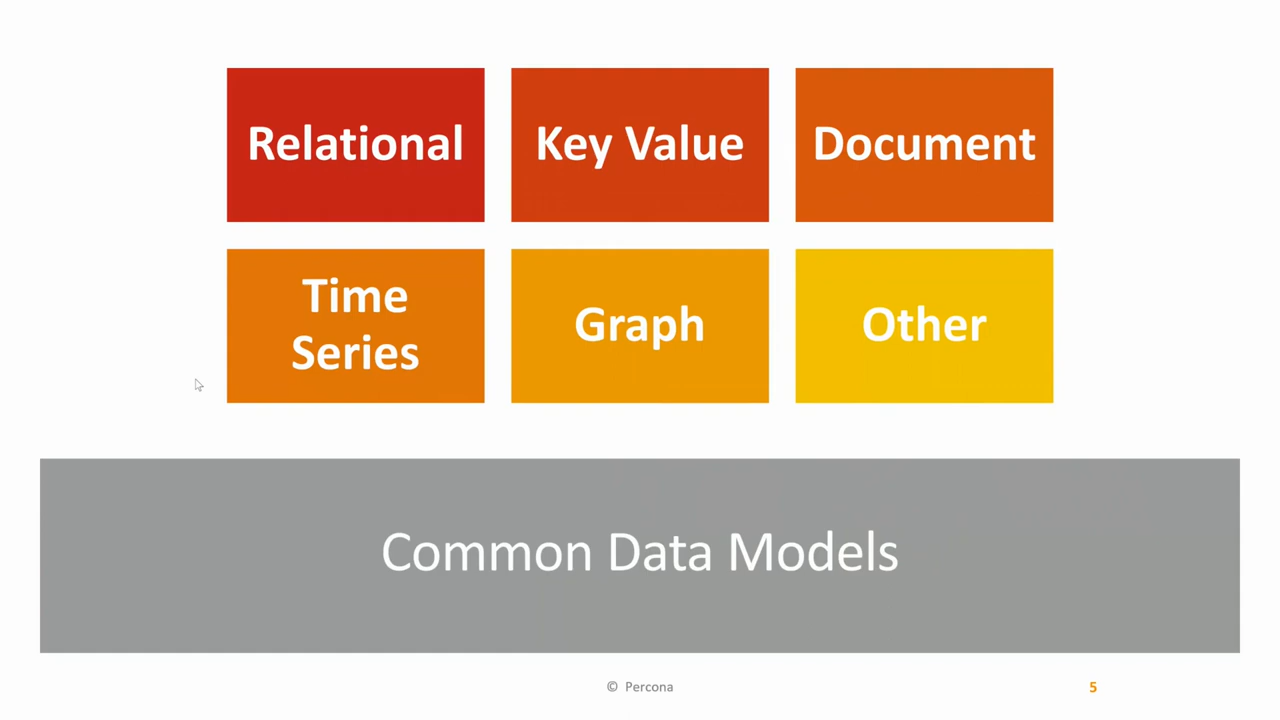 Relational
Key Value
Document
Time
Series
Graph
Other
Common Data Models
© Percona
5